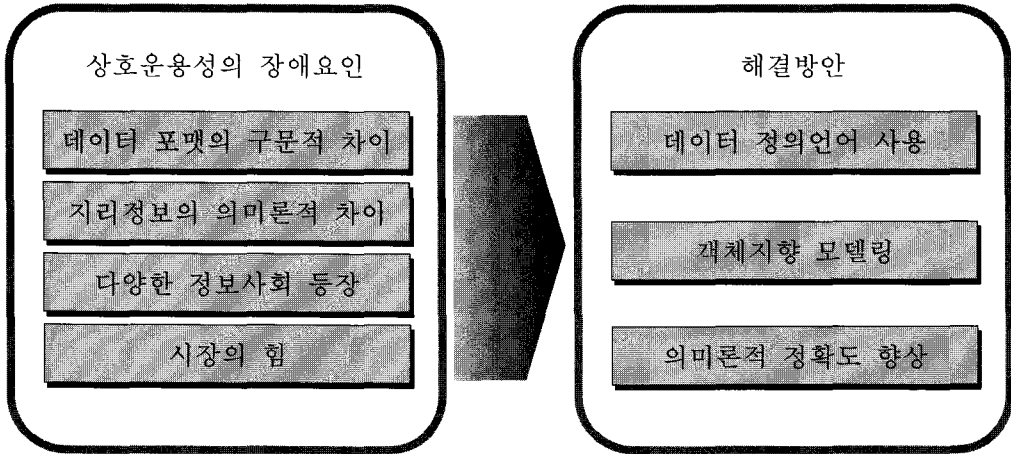 상호운용성의 장애요인
데이터 포맷의 구문적 차이
지리정보의 의미론적 차이
다양한 정보사회 등장
시장의 힘
해결방안
데이터 정의언어 사용
객체지향 모델링
의미론적 정확도 향상